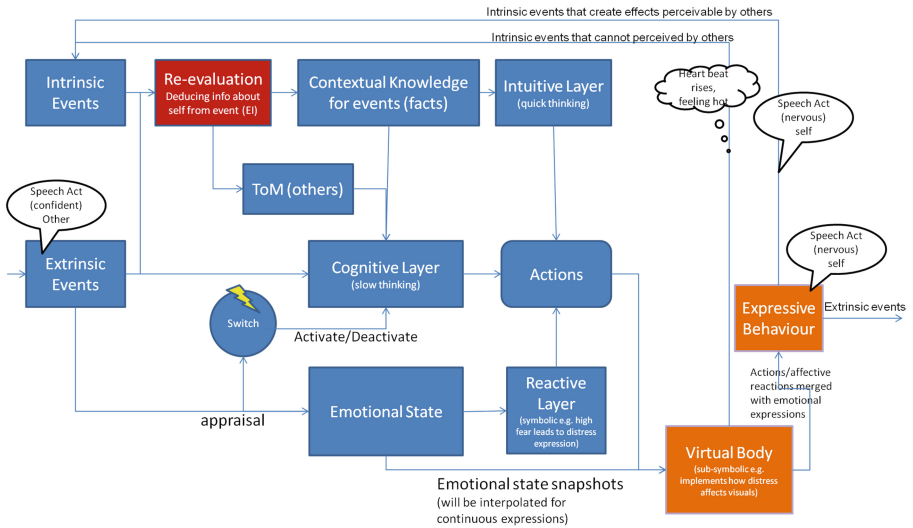 Intrinsic events that create effects perceivable by others
Intrinsic events that cannot perceived by others
Intrinsic
Events
Re-evaluation
Deducing info about
self from event (EI)
Contextual Knowledge
for events (facts)
Intuitive Layer
(quick thinking)
Heart beat
rises,
feeling hot
Speech Act
(nervous)
self
ToM (others)
Speech Act
(confident)
Other
Extrinsic
Events
Cognitive Layer
(slow thinking)
Actions
Speech Act
(nervous)
self
Switch
Activate/Deactivate
Expressive
Behaviour
Extrinsic events
appraisal
Emotional State
Reactive
Layer
(symbolic e.g. high
fear leads to distress
expression)
Actions/affective
reactions merged
with emotional
expressions
Virtual Body
(sub-symbolic e.g.
implements how distress
affects visuals)
Emotional state snapshots
(will be interpolated for
continuous expressions)